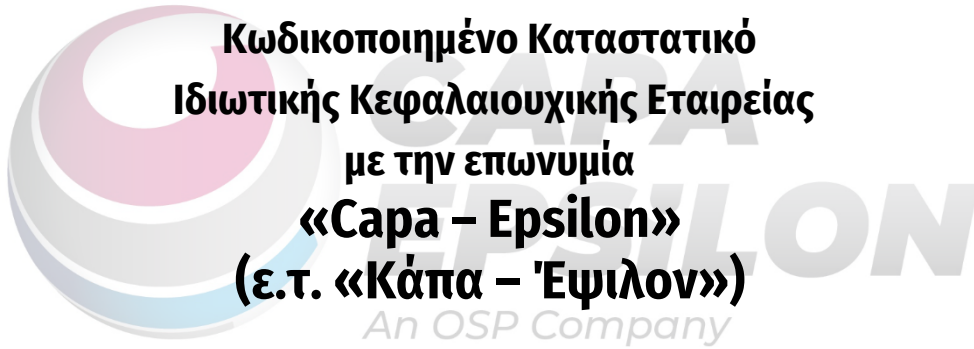 Κωδικοποιημένο Καταστατικό
Ιδιωτικής Κεφαλαιουχικής Εταιρείας
με την επωνυμία
«Capa – Epsilon»
(ε.τ. «Κάπα – Έψιλον»)
CAPA
EPSILON
An OSP Company